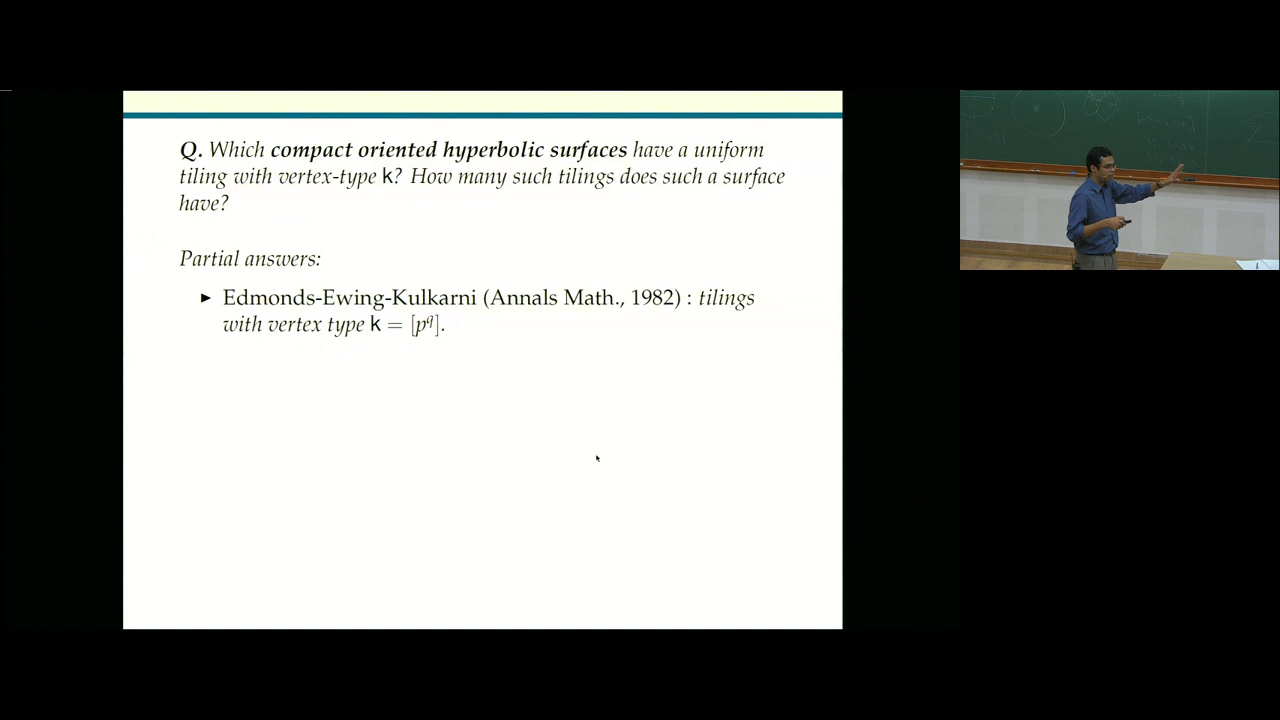 Q. Which compact oriented hyperbolic surfaces have a uniform
tiling with vertex-type k? How many such tilings does such a surface
have?
Partial answers:
▶ Edmonds-Ewing-Kulkarni (Annals Math., 1982) : tilings
with vertex type k = [p^q].